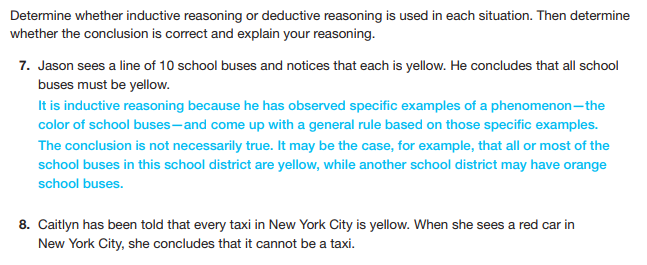 Determine whether inductive reasoning or deductive reasoning is used in each situation. Then determine
whether the conclusion is correct and explain your reasoning.
7. Jason sees a line of 10 school buses and notices that each is yellow. He concludes that all school
buses must be yellow.
It is inductive reasoning because he has observed specific examples of a phenomenon—the
color of school buses—and come up with a general rule based on those specific examples.
The conclusion is not necessarily true. It may be the case, for example, that all or most of the
school buses in this school district are yellow, while another school district may have orange
school buses.
8. Caitlyn has been told that every taxi in New York City is yellow. When she sees a red car in
New York City, she concludes that it cannot be a taxi.